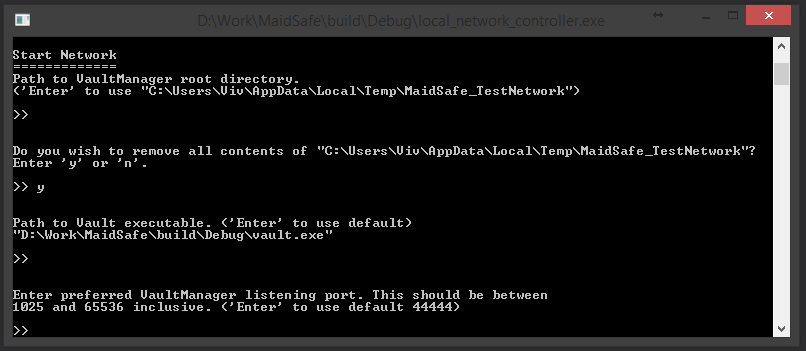 D:\Work\MaidSafe\build\Debug\local_network_controller.exe
Start Network
=============
Path to VaultManager root directory.
('Enter' to use "C:\Users\Viv\AppData\Local\Temp\MaidSafe_TestNetwork")
>>
Do you wish to remove all contents of "C:\Users\Viv\AppData\Local\Temp\MaidSafe_TestNetwork"?
Enter 'y' or 'n'.
>> y
Path to Vault executable. ('Enter' to use default)
"D:\Work\MaidSafe\build\Debug\vault.exe"
>>
Enter preferred VaultManager listening port. This should be between
1025 and 65536 inclusive. ('Enter' to use default 44444)
>>